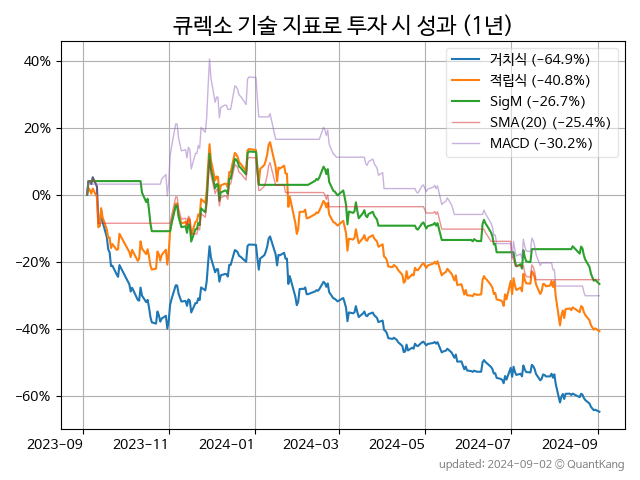 큐렉소 기술 지표로 투자 시 성과 (1년)
거치식 (−64.9%)
적립식 (−40.8%)
SigM (−26.7%)
SMA(20) (−25.4%)
MACD (−30.2%)
40%
20%
0%
−20%
−40%
−60%
2023-09 2023-11 2024-01 2024-03 2024-05 2024-07 2024-09
updated: 2024-09-02 © QuantKang